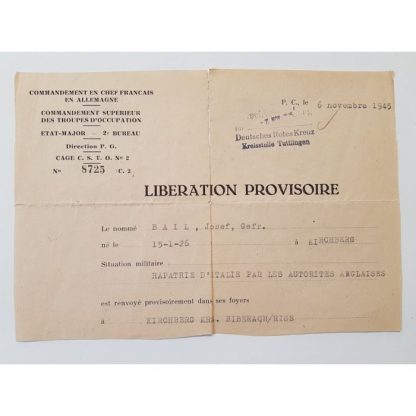 COMMANDEMENT EN CHEF FRANCAIS
EN ALLEMAGNE
COMMANDEMENT SUPERIEUR
DES TROUPES D'OCCUPATION
ETAT-MAJOR - 2e BUREAU
Direction P. G.
CAGE C. S. T. O. No 2
No 8725 C. 2
P. C., le 6 novembre 1945
Deutsches Rotes Kreuz
Kreisstelle Tuttlingen
LIBERATION PROVISOIRE
Le nommé BAIL, Josef, Gefr.
né le 15-1-26 à KIRCHBERG
Situation militaire
RAPATRIE D'ITALIE PAR LES AUTORITES ANGLAISES
est renvoyé provisoirement dans ses foyers
à KIRCHBERG KRS. BIBERACH/RISS